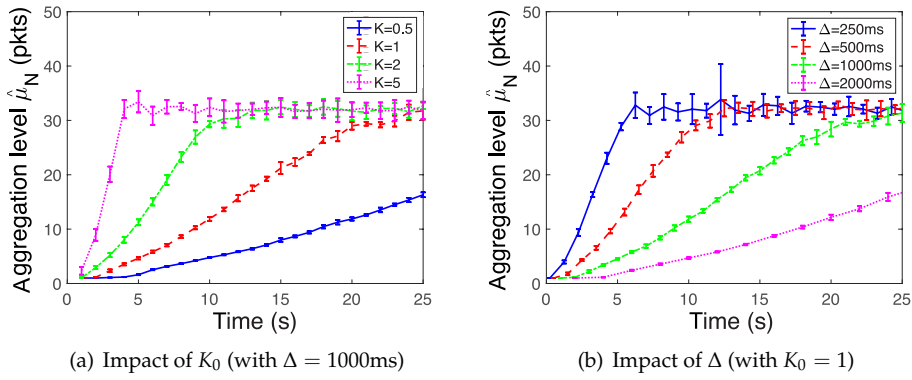 50
40
30
20
10
0
0 5 10 15 20 25
Time (s)
Aggregation level μ̂_N (pkts)
K=0.5
K=1
K=2
K=5
(a) Impact of K₀ (with Δ = 1000ms)
50
40
30
20
10
0
0 5 10 15 20 25
Time (s)
Aggregation level μ̂_N (pkts)
Δ=250ms
Δ=500ms
Δ=1000ms
Δ=2000ms
(b) Impact of Δ (with K₀ = 1)